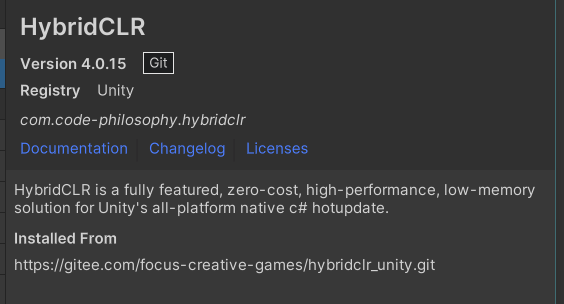 HybridCLR
Version 4.0.15 Git
Registry Unity
com.code-philosophy.hybridclr
Documentation Changelog Licenses
HybridCLR is a fully featured, zero-cost, high-performance, low-memory
solution for Unity's all-platform native c# hotupdate.
Installed From
https://gitee.com/focus-creative-games/hybridclr_unity.git